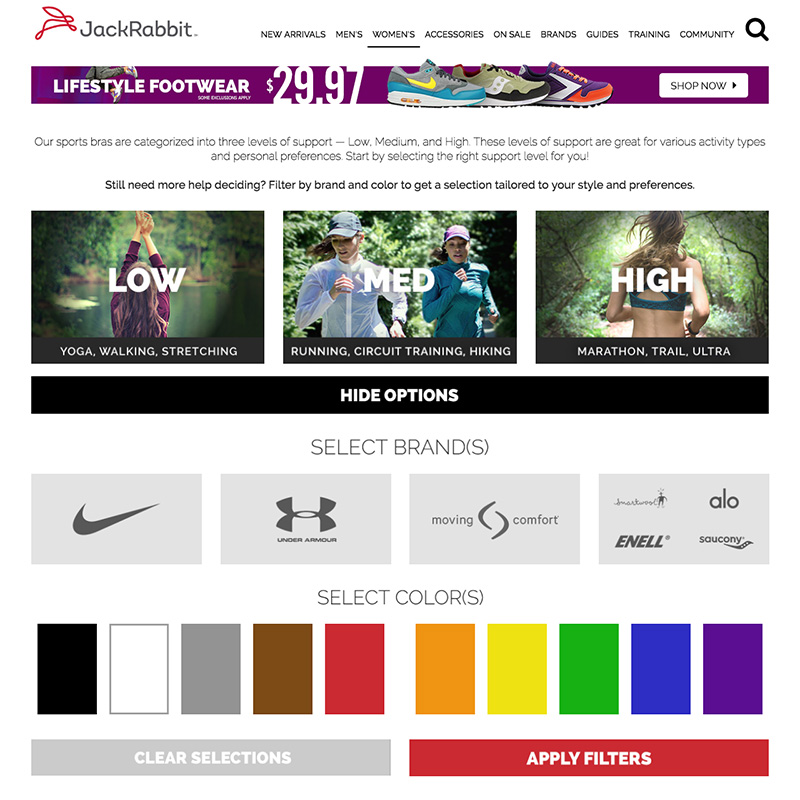 JackRabbit™
NEW ARRIVALS MEN'S WOMEN'S ACCESSORIES ON SALE BRANDS GUIDES TRAINING COMMUNITY
LIFESTYLE FOOTWEAR $29.97 SHOP NOW
SOME EXCLUSIONS APPLY
Our sports bras are categorized into three levels of support — Low, Medium, and High. These levels of support are great for various activity types
and personal preferences. Start by selecting the right support level for you!
Still need more help deciding? Filter by brand and color to get a selection tailored to your style and preferences.
LOW MED HIGH
YOGA, WALKING, STRETCHING RUNNING, CIRCUIT TRAINING, HIKING MARATHON, TRAIL, ULTRA
HIDE OPTIONS
SELECT BRAND(S)
UNDER ARMOUR
moving comfort
smartwool alo
ENELL® saucony
SELECT COLOR(S)
CLEAR SELECTIONS APPLY FILTERS